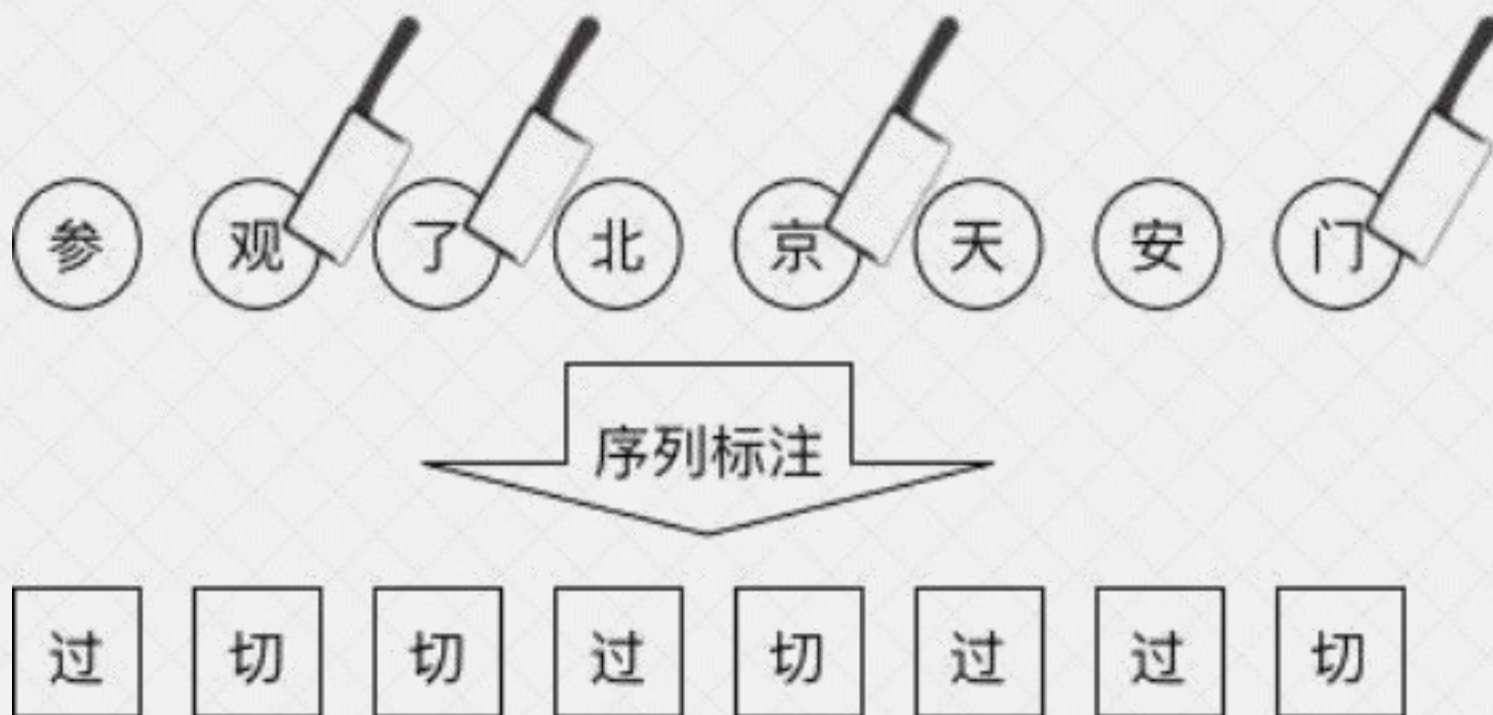 参 观 了 北 京 天 安 门
序列标注
过 切 切 过 切 过 过 切